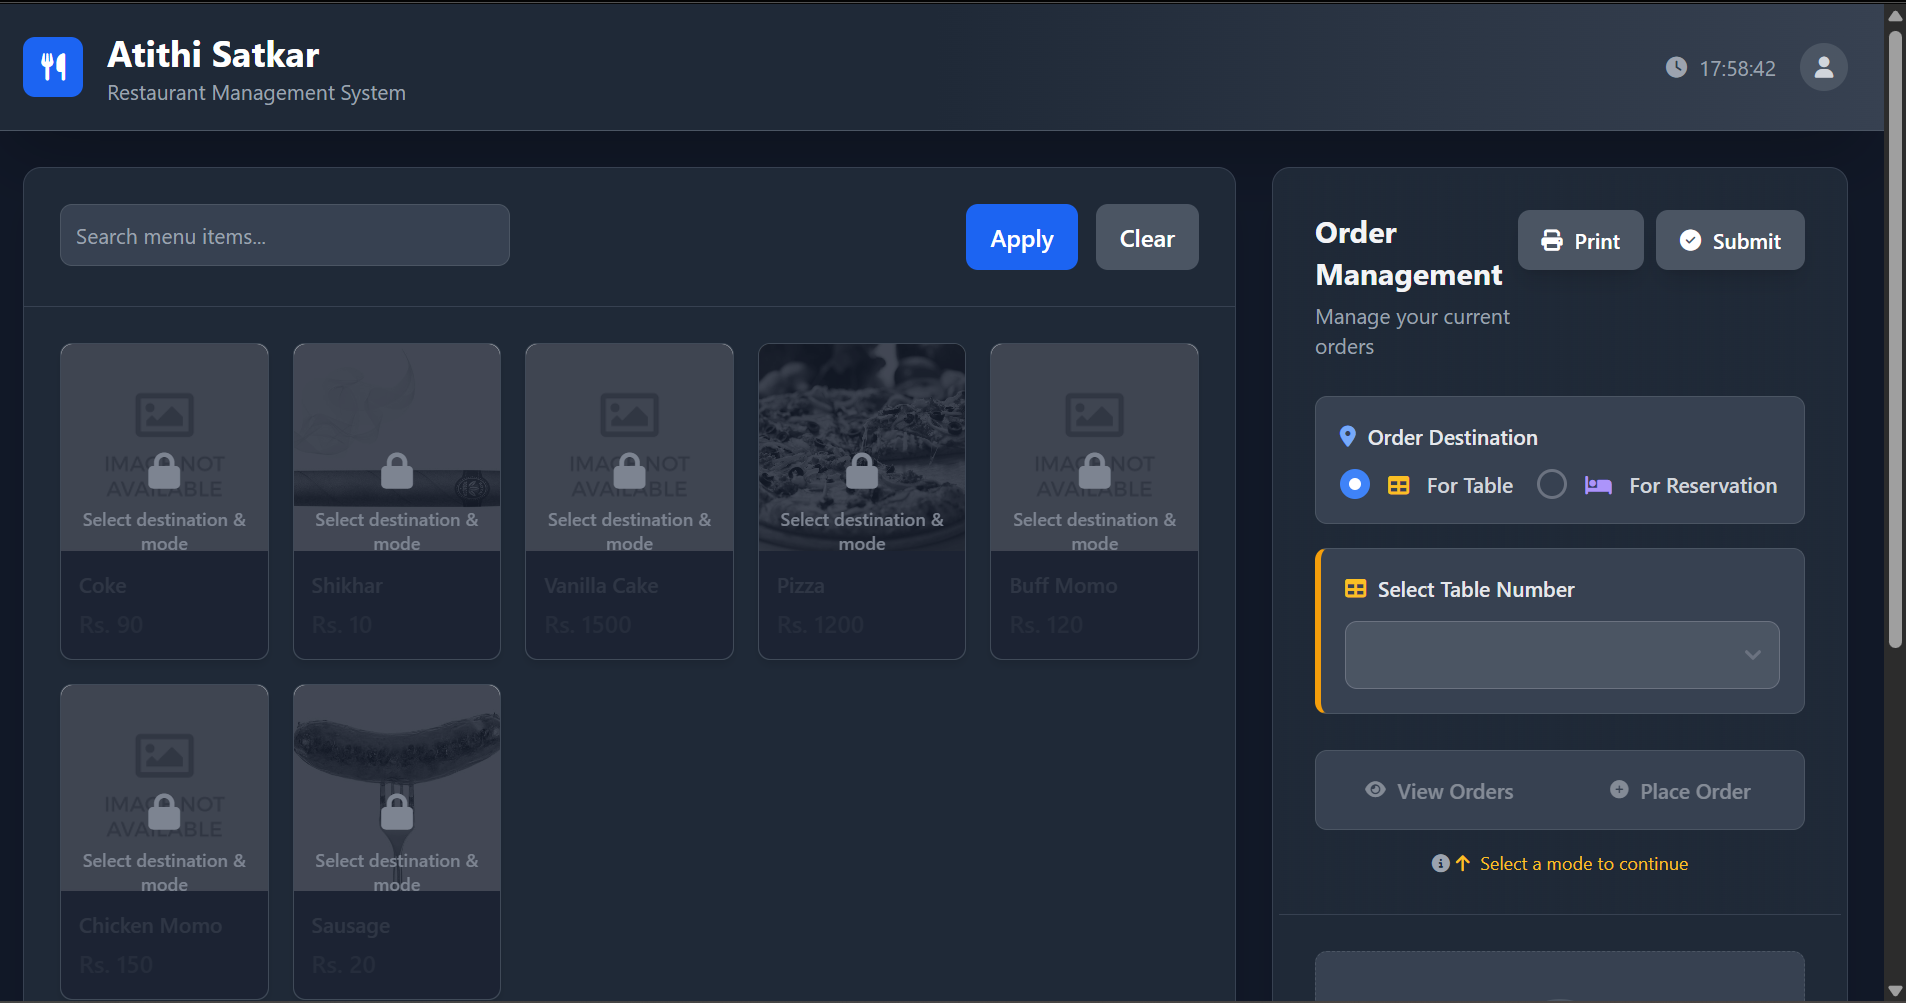 Atithi Satkar
Restaurant Management System
17:58:42
Search menu items...
Apply
Clear
IMAGE NOT
AVAILABLE
Select destination &
mode
Coke
Rs. 90
Select destination &
mode
Shikhar
Rs. 10
IMAGE NOT
AVAILABLE
Select destination &
mode
Vanilla Cake
Rs. 1500
Select destination &
mode
Pizza
Rs. 1200
IMAGE NOT
AVAILABLE
Select destination &
mode
Buff Momo
Rs. 120
IMAGE NOT
AVAILABLE
Select destination &
mode
Chicken Momo
Rs. 150
Select destination &
mode
Sausage
Rs. 20
Order
Management
Manage your current
orders
Print
Submit
Order Destination
For Table
For Reservation
Select Table Number
View Orders
Place Order
Select a mode to continue